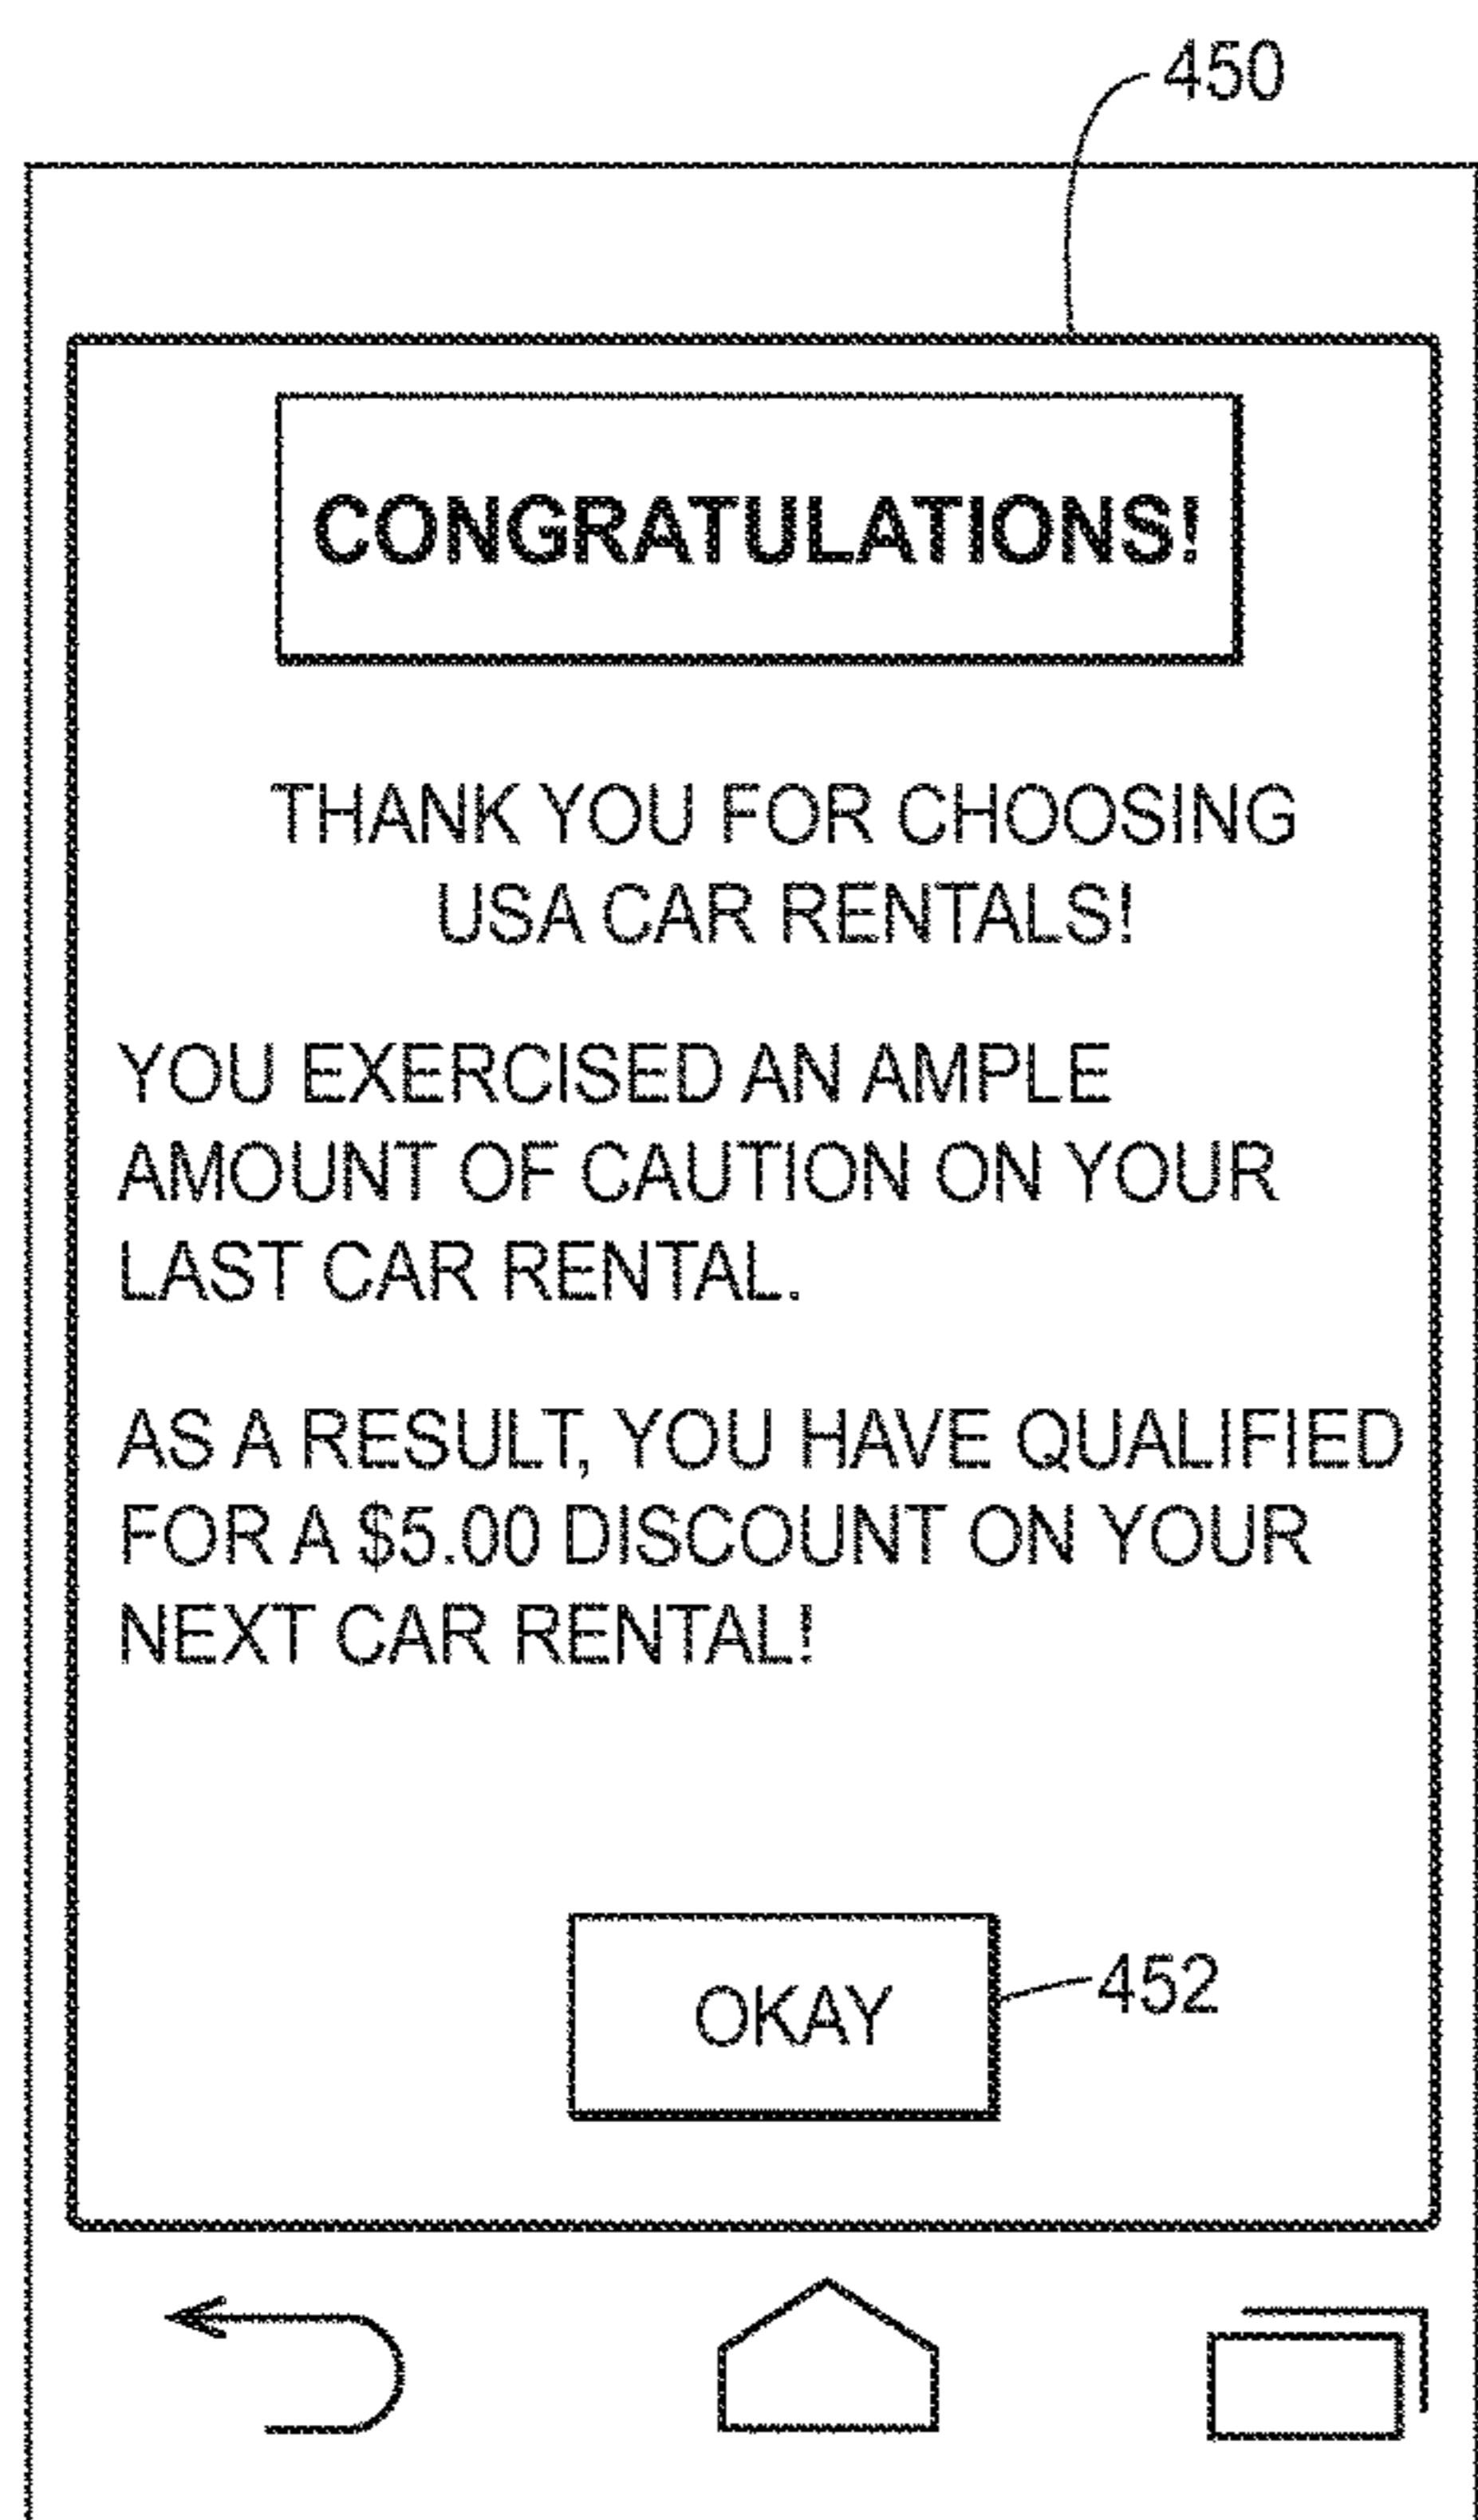 450
CONGRATULATIONS!
THANK YOU FOR CHOOSING
USA CAR RENTALS!
YOU EXERCISED AN AMPLE
AMOUNT OF CAUTION ON YOUR
LAST CAR RENTAL.
AS A RESULT, YOU HAVE QUALIFIED
FOR A $5.00 DISCOUNT ON YOUR
NEXT CAR RENTAL!
OKAY
452